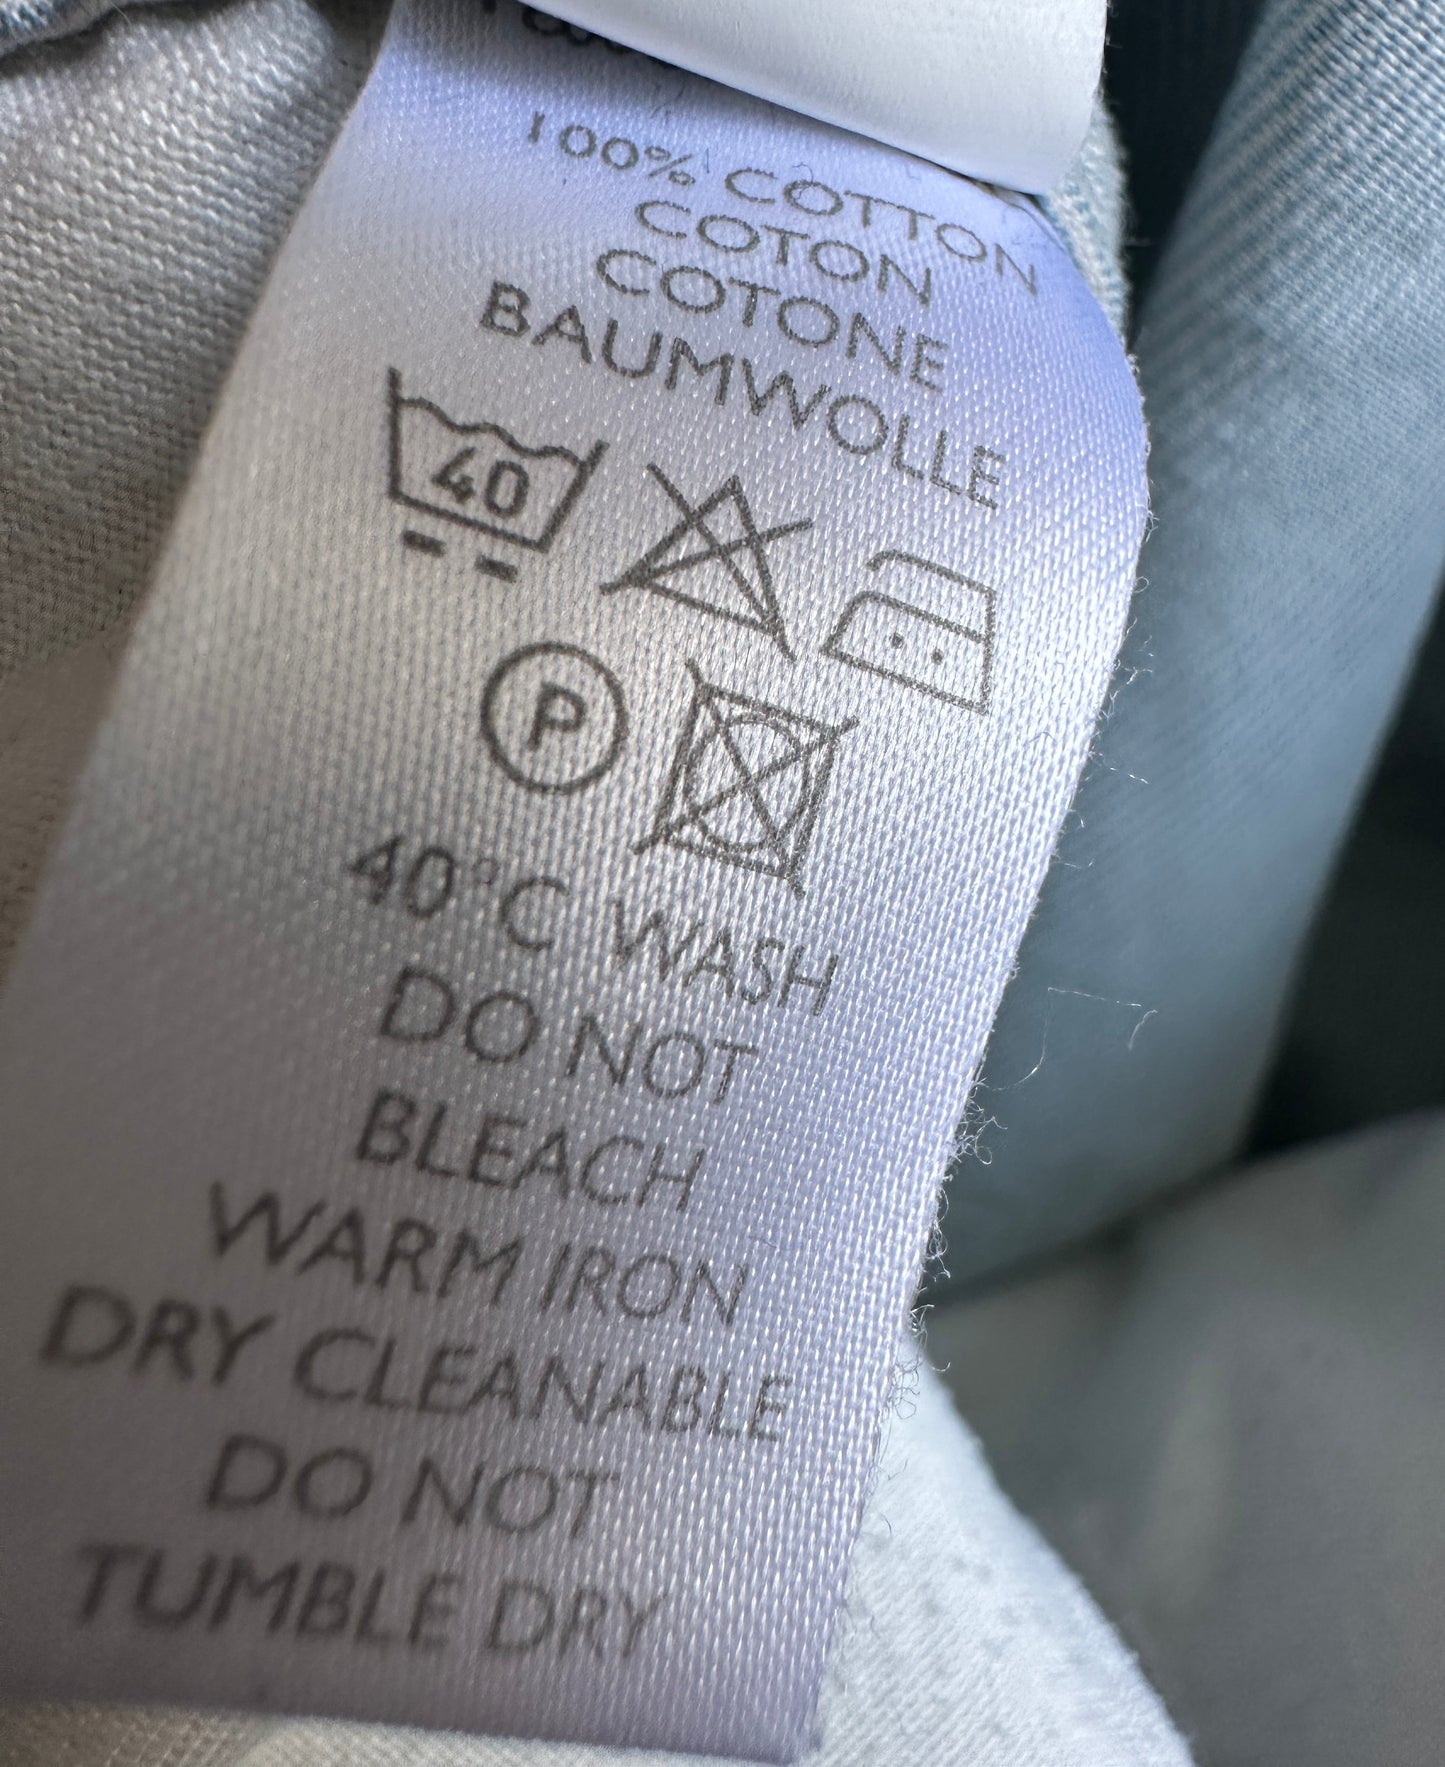 100% COTTON
COTON
COTONE
BAUMWOLLE
40
P
40°C WASH
DO NOT
BLEACH
WARM IRON
DRY CLEANABLE
DO NOT
TUMBLE DRY